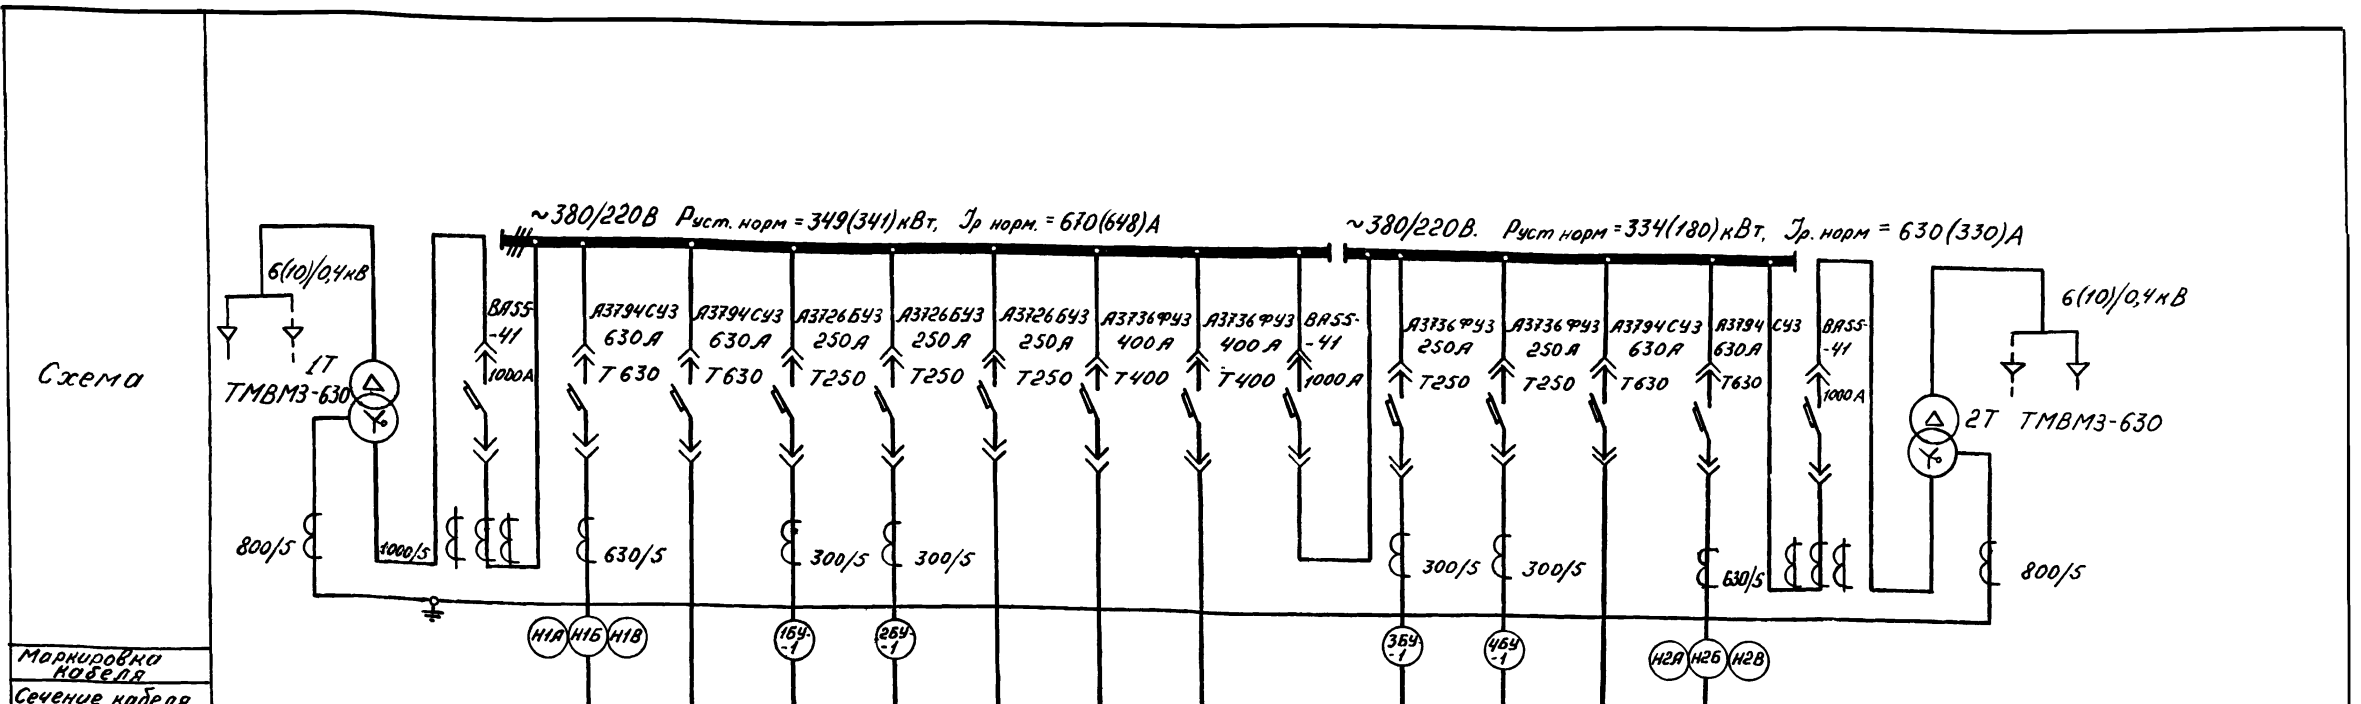 ~380/220В Руст. норм = 349(341)кВт, Iр норм. = 670(648)А
~380/220В. Руст норм = 334(180)кВт, Iр. норм = 630(330)А
6(10)/0,4кВ
6(10)/0,4кВ
ВА55-
-41
1000А
А3794СУЗ
630А
Т630
А3794СУЗ
630А
Т630
А3726БУЗ
250А
Т250
А3726БУЗ
250А
Т250
А3726БУЗ
250А
Т250
А3736ФУЗ
400А
Т400
А3736ФУЗ
400А
Т400
ВА55-
-41
1000А
А3736ФУЗ
250А
Т250
А3736ФУЗ
250А
Т250
А3794СУЗ
630А
Т630
А3794СУЗ
630А
Т630
ВА55-
-41
1000А
Схема
1Т
ТМВМЗ-630
2Т ТМВМЗ-630
800/5
1000/5
630/5
300/5
300/5
300/5
300/5
630/5
800/5
Н1А Н1Б Н1В
1БУ-
-1
2БУ-
-1
3БУ-
-1
4БУ
-1
Н2А Н2Б Н2В
Маркировка
кабеля
Сечение кабеля